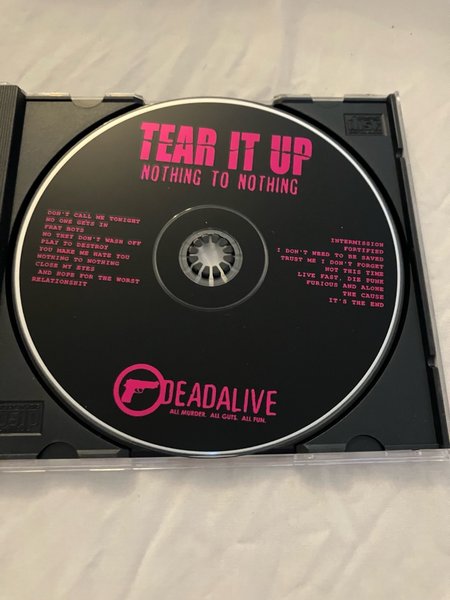 TEAR IT UP
NOTHING TO NOTHING
DON'T CALL ME TONIGHT
NO ONE GETS IN
FRAT BOYS
NO THEY DON'T WASH OFF
PLAY TO DESTROY
YOU MAKE ME HATE YOU
NOTHING TO NOTHING
CLOSE MY EYES
AND HOPE FOR THE WORST
RELATIONSHIT
INTERMISSION
FORTIFIED
I DON'T NEED TO BE SAVED
TRUST ME I DON'T FORGET
NOT THIS TIME
LIVE FAST, DIE PUNK
FURIOUS AND ALONE
THE CAUSE
IT'S THE END
DEADALIVE
ALL MURDER. ALL GUTS. ALL FUN.